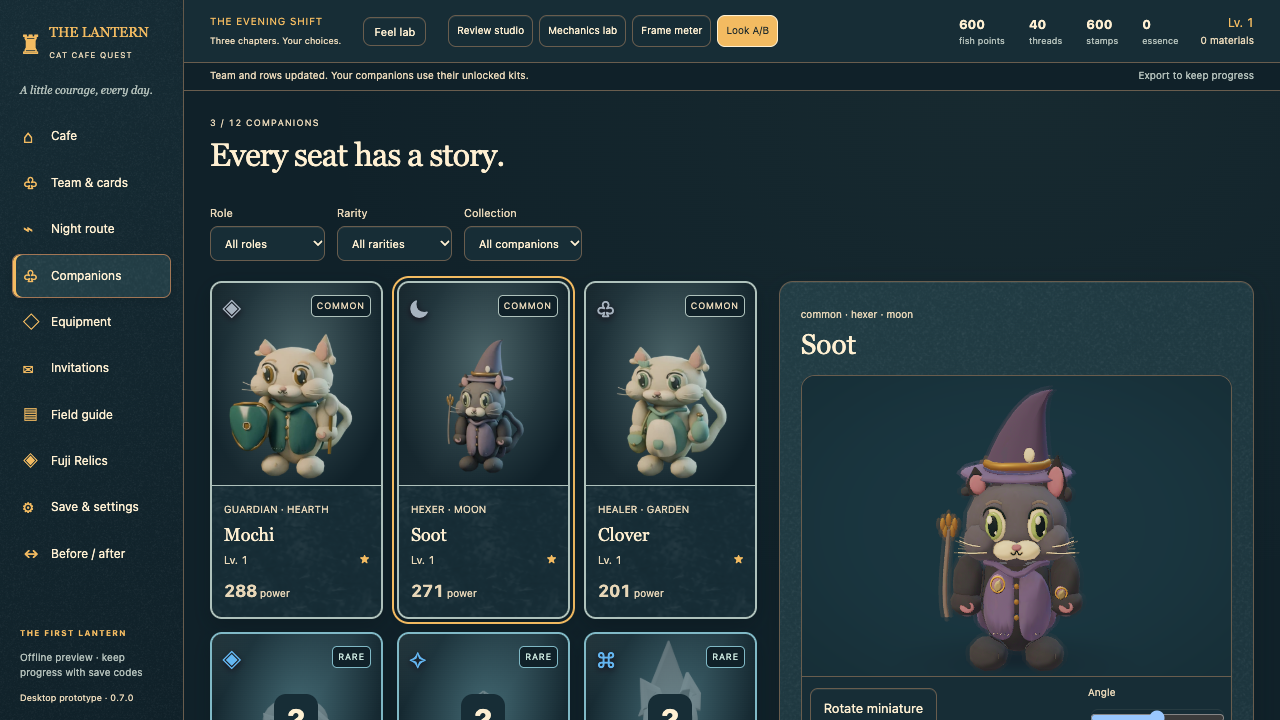 THE LANTERN
CAT CAFE QUEST
A little courage, every day.
Cafe
Team & cards
Night route
Companions
Equipment
Invitations
Field guide
Fuji Relics
Save & settings
Before / after
THE FIRST LANTERN
Offline preview · keep
progress with save codes
Desktop prototype · 0.7.0
THE EVENING SHIFT
Three chapters. Your choices.
Feel lab
Review studio
Mechanics lab
Frame meter
Look A/B
600
fish points
40
threads
600
stamps
0
essence
Lv. 1
0 materials
Team and rows updated. Your companions use their unlocked kits.
Export to keep progress
3 / 12 COMPANIONS
Every seat has a story.
Role
Rarity
Collection
All roles
All rarities
All companions
COMMON
GUARDIAN · HEARTH
Mochi
Lv. 1
288 power
COMMON
HEXER · MOON
Soot
Lv. 1
271 power
COMMON
HEALER · GARDEN
Clover
Lv. 1
201 power
RARE
?
RARE
?
RARE
?
common · hexer · moon
Soot
Rotate miniature
Angle